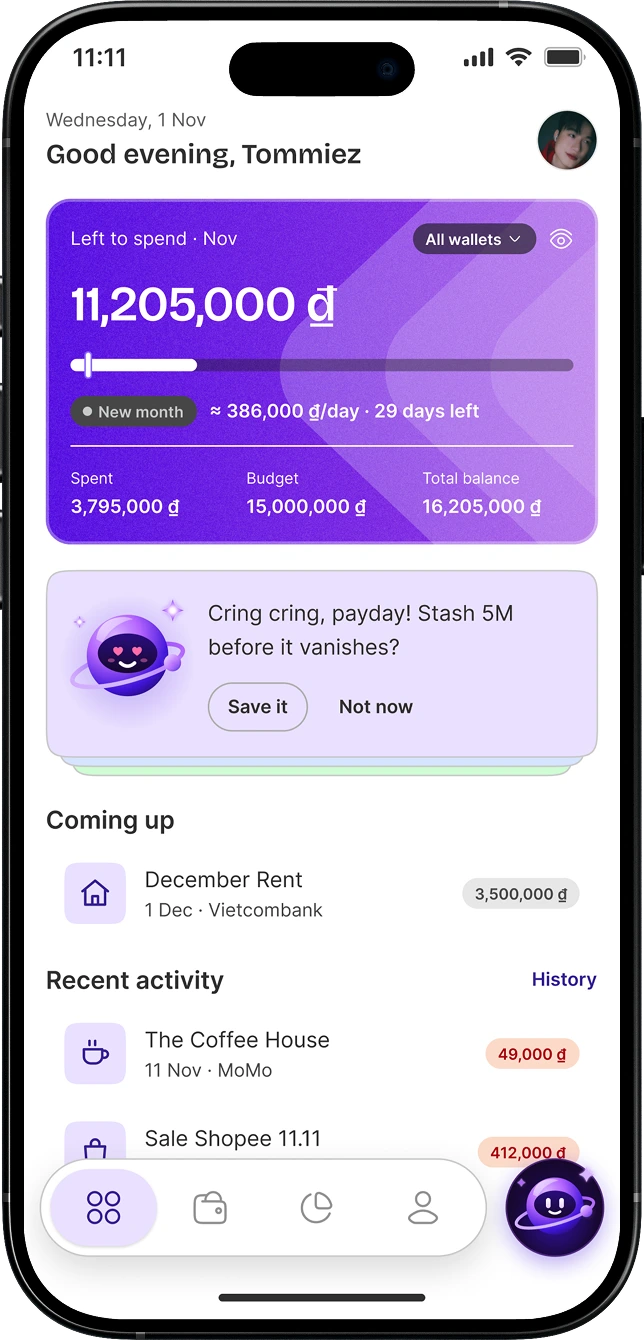 11:11
Wednesday, 1 Nov
Good evening, Tommiez
Left to spend · Nov
All wallets
11,205,000 ₫
New month
≈ 386,000 ₫/day · 29 days left
Spent
Budget
Total balance
3,795,000 ₫
15,000,000 ₫
16,205,000 ₫
Cring cring, payday! Stash 5M
before it vanishes?
Save it
Not now
Coming up
December Rent
1 Dec · Vietcombank
3,500,000 ₫
Recent activity
History
The Coffee House
11 Nov · MoMo
49,000 ₫
Sale Shopee 11.11
412,000 ₫